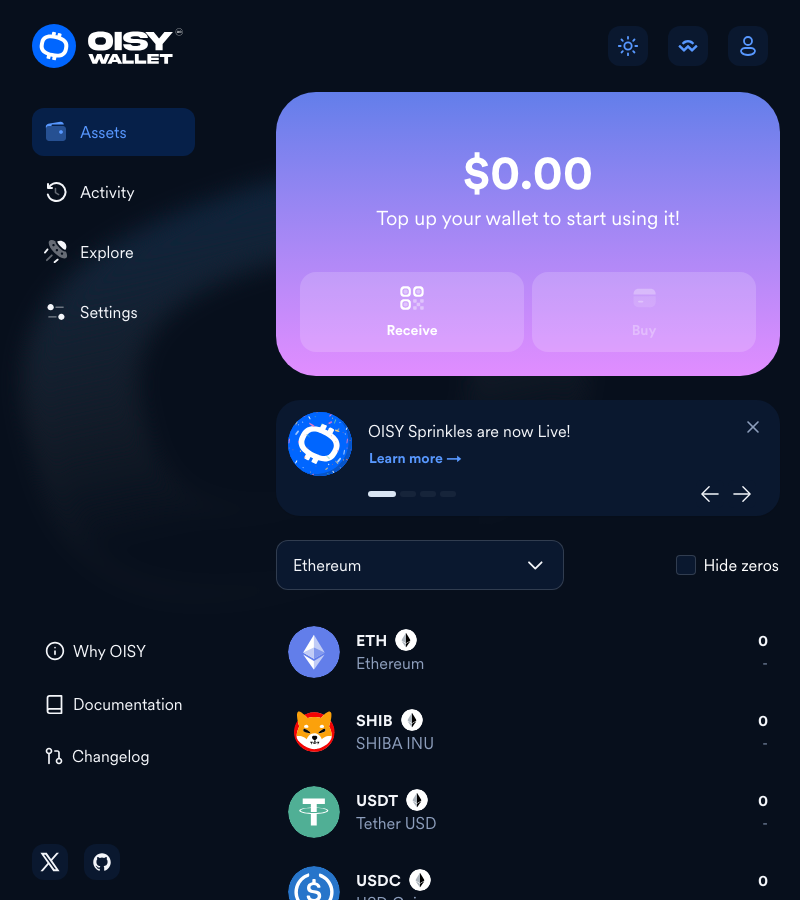 OISY
WALLET
Assets
Activity
Explore
Settings
$0.00
Top up your wallet to start using it!
Receive
Buy
OISY Sprinkles are now Live!
Learn more →
Ethereum
Hide zeros
ETH
0
Ethereum
-
SHIB
0
SHIBA INU
-
USDT
0
Tether USD
-
USDC
0
Why OISY
Documentation
Changelog